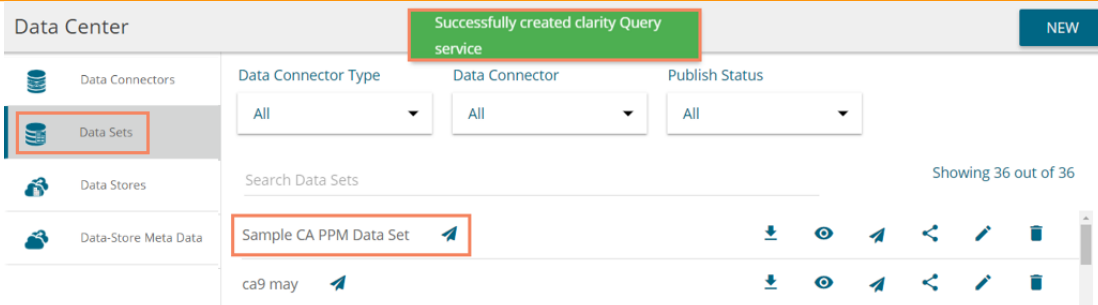 Data Center
Successfully created clarity Query
service
NEW
Data Connectors
Data Sets
Data Stores
Data-Store Meta Data
Data Connector Type
Data Connector
Publish Status
All
All
All
Search Data Sets
Showing 36 out of 36
Sample CA PPM Data Set
ca9 may